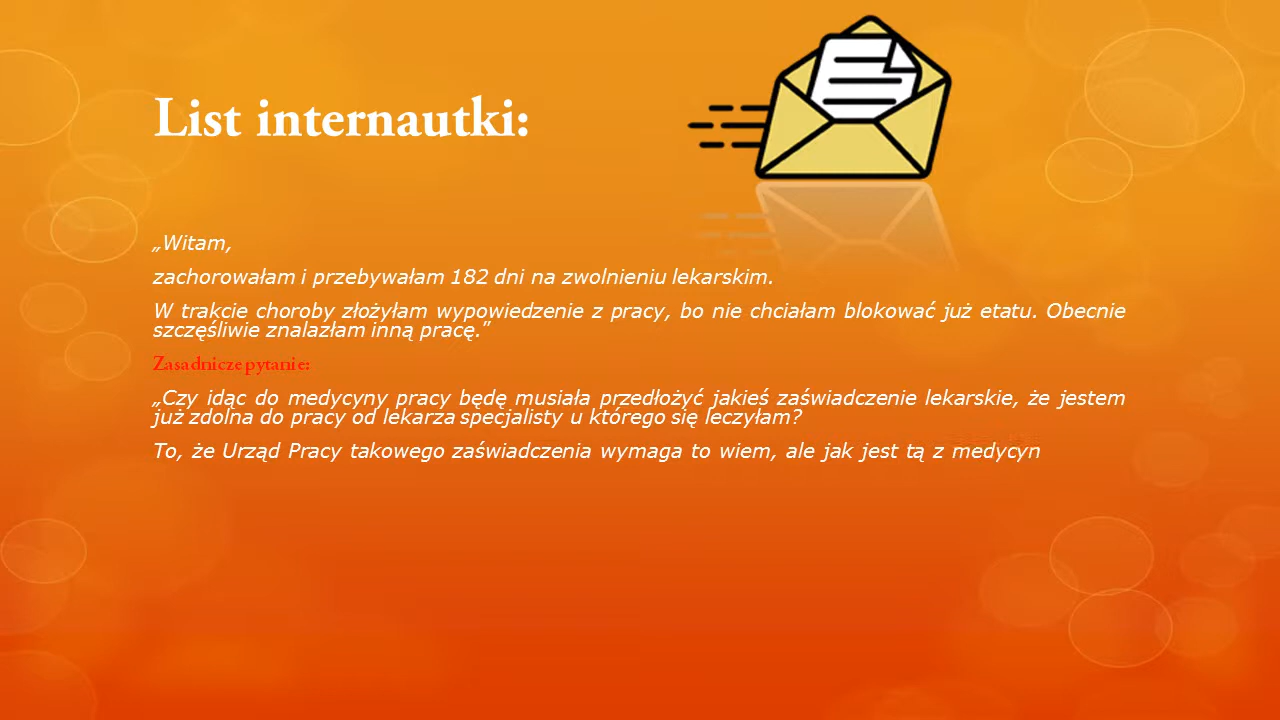 List internautki:
„Witam,
zachorowałam i przebywałam 182 dni na zwolnieniu lekarskim.
W trakcie choroby złożyłam wypowiedzenie z pracy, bo nie chciałam blokować już etatu. Obecnie
szczęśliwie znalazłam inną pracę."
Zasadnicze pytanie:
„Czy idąc do medycyny pracy będę musiała przedłożyć jakieś zaświadczenie lekarskie, że jestem
już zdolna do pracy od lekarza specjalisty u którego się leczyłam?
To, że Urząd Pracy takowego zaświadczenia wymaga to wiem, ale jak jest tą z medycyn